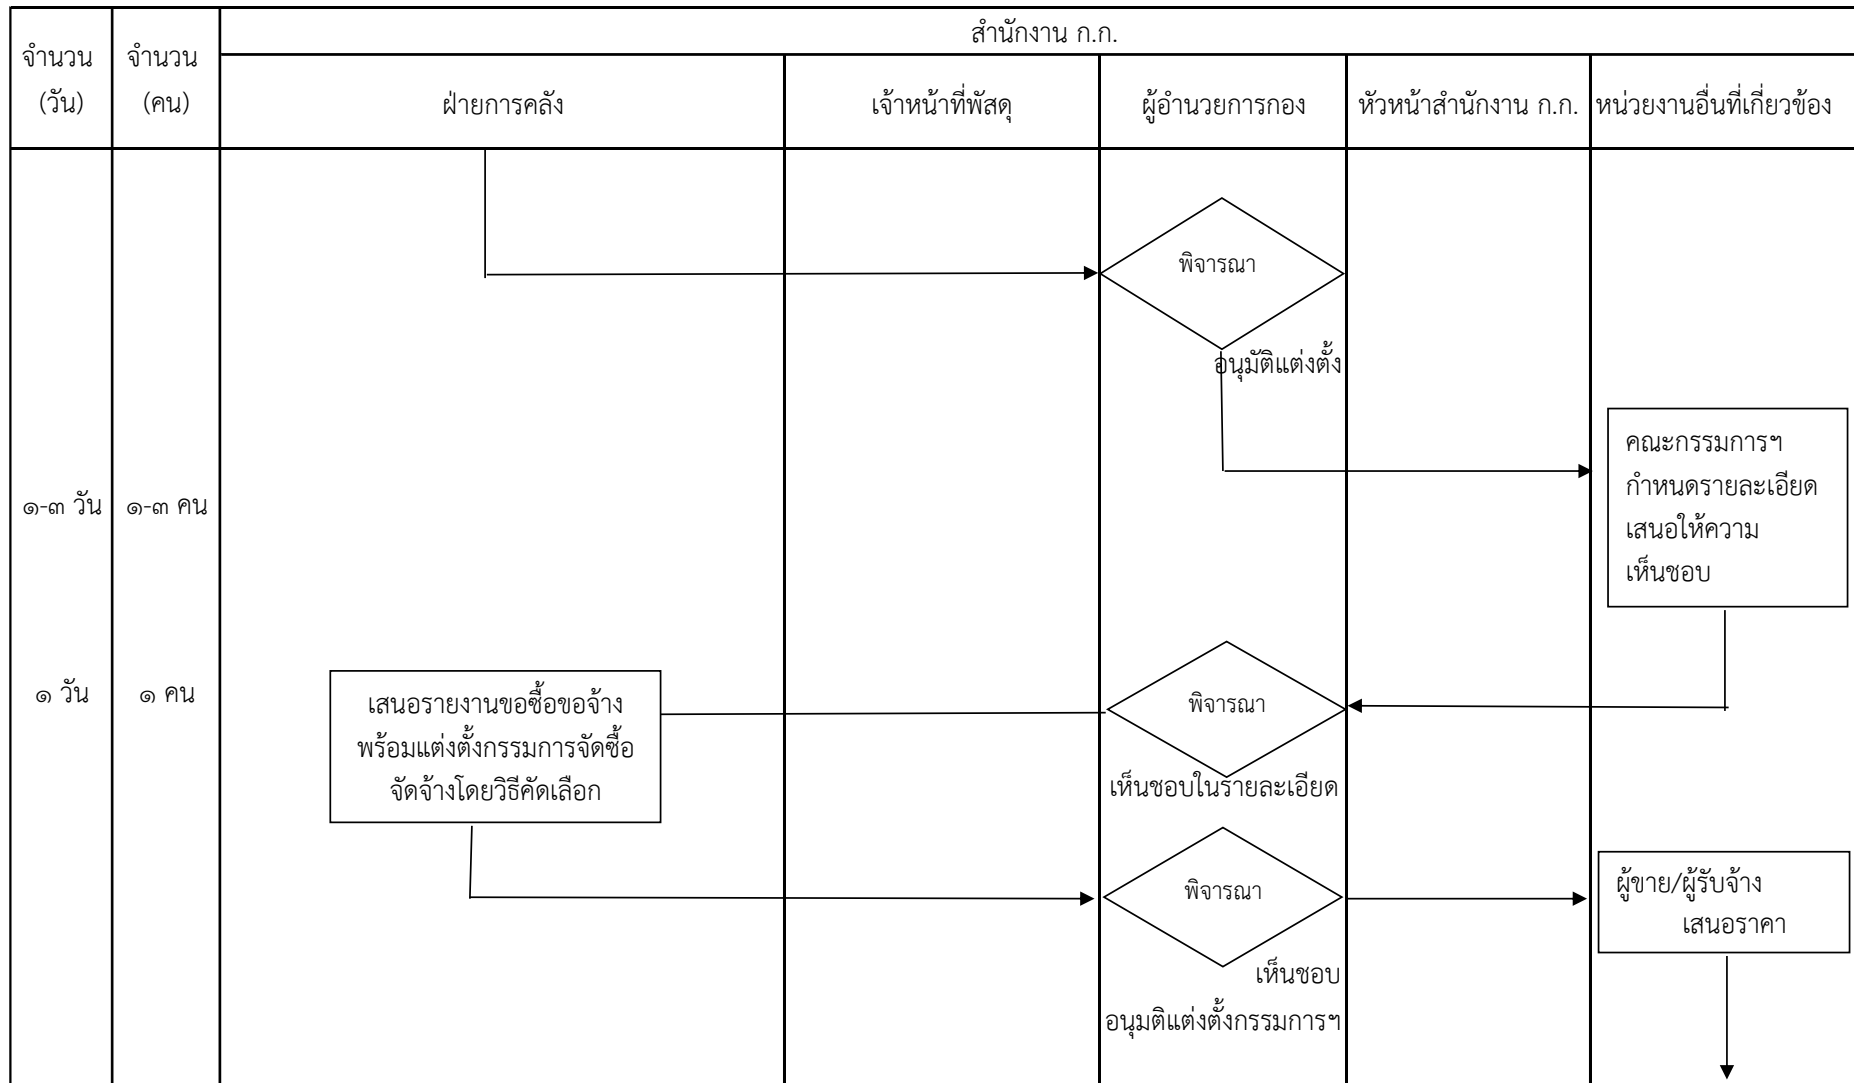 สำนักงาน ก.ก.
จำนวน
(วัน)
จำนวน
(คน)
ฝ่ายการคลัง
เจ้าหน้าที่พัสดุ
ผู้อำนวยการกอง
หัวหน้าสำนักงาน ก.ก.
หน่วยงานอื่นที่เกี่ยวข้อง
พิจารณา
อนุมัติแต่งตั้ง
คณะกรรมการฯ
กำหนดรายละเอียด
เสนอให้ความ
เห็นชอบ
๑-๓ วัน
๑-๓ คน
๑ วัน
๑ คน
เสนอรายงานขอซื้อขอจ้าง
พร้อมแต่งตั้งกรรมการจัดซื้อ
จัดจ้างโดยวิธีคัดเลือก
พิจารณา
เห็นชอบในรายละเอียด
พิจารณา
ผู้ขาย/ผู้รับจ้าง
เสนอราคา
เห็นชอบ
อนุมติแต่งตั้งกรรมการฯ